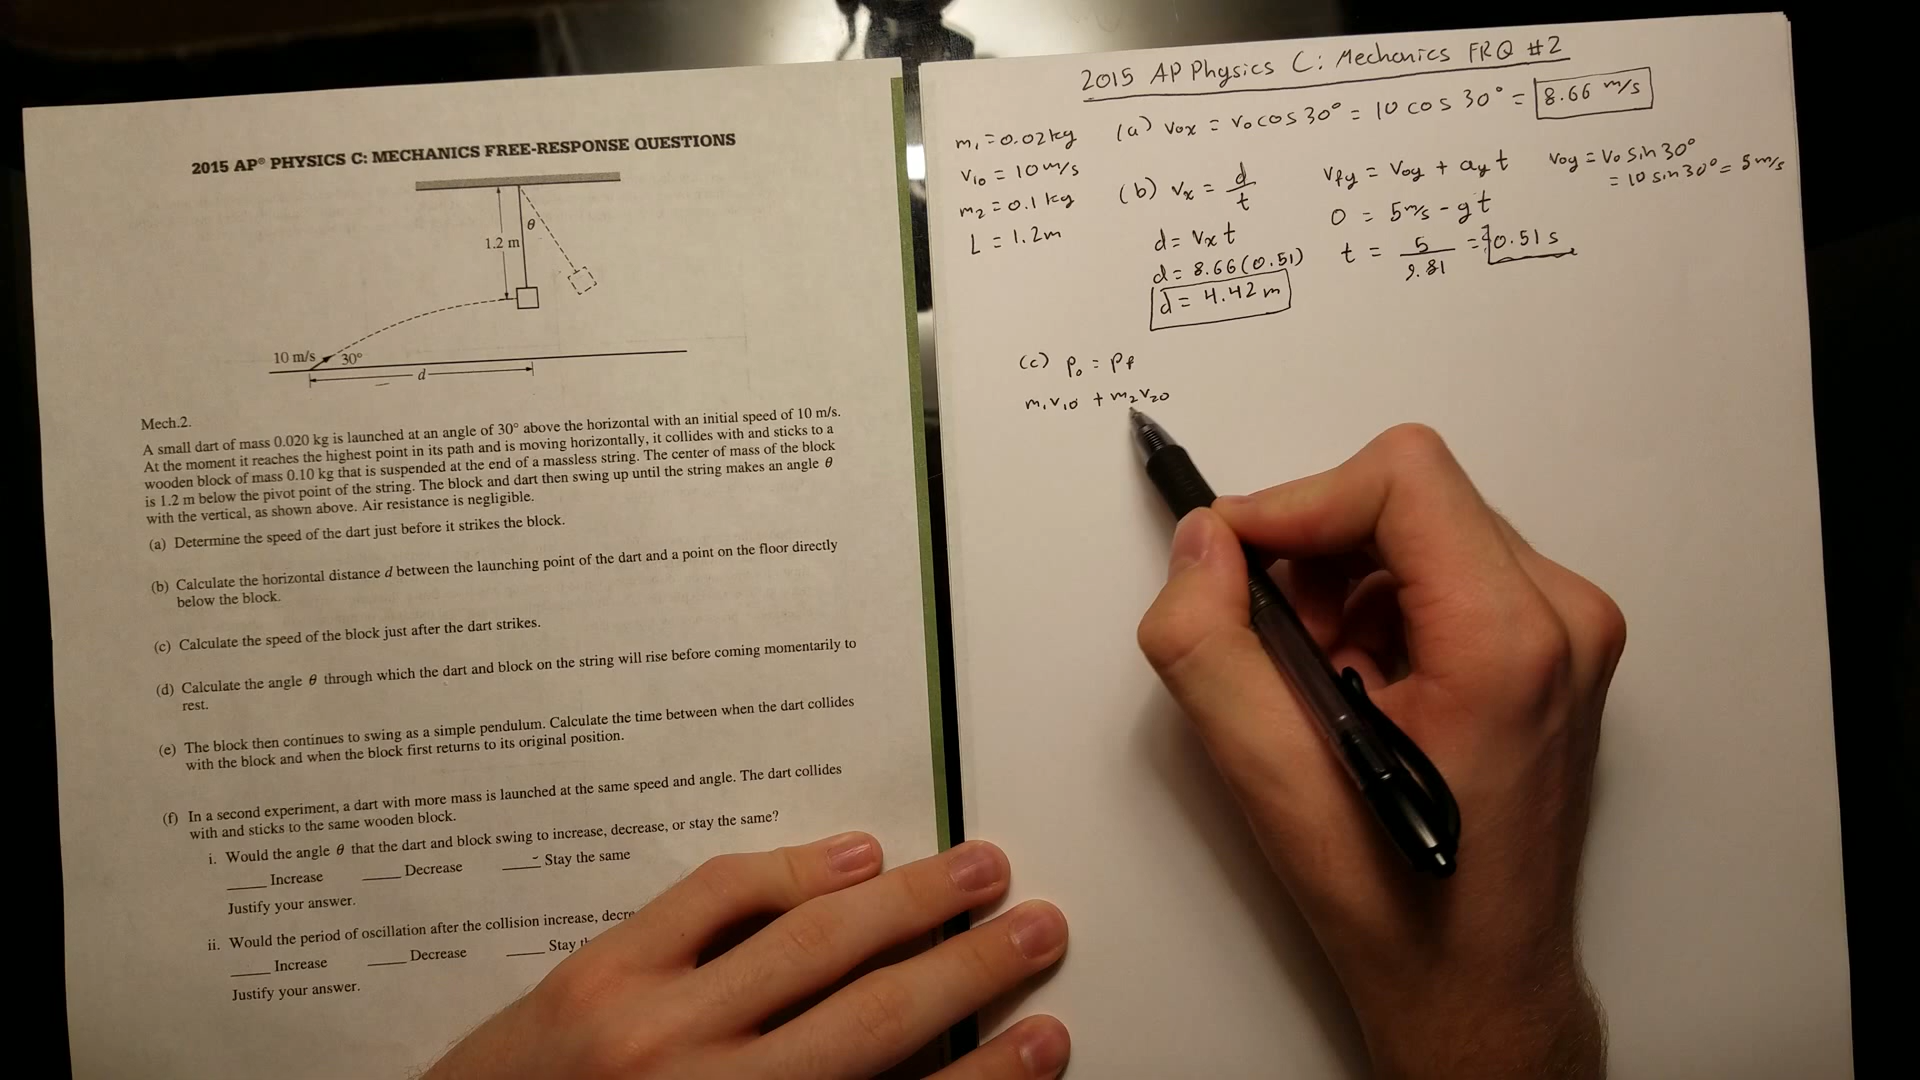 2015 AP® PHYSICS C: MECHANICS FREE-RESPONSE QUESTIONS
θ
1.2 m
10 m/s
30°
d
Mech.2.
A small dart of mass 0.020 kg is launched at an angle of 30° above the horizontal with an initial speed of 10 m/s.
At the moment it reaches the highest point in its path and is moving horizontally, it collides with and sticks to a
wooden block of mass 0.10 kg that is suspended at the end of a massless string. The center of mass of the block
is 1.2 m below the pivot point of the string. The block and dart then swing up until the string makes an angle θ
with the vertical, as shown above. Air resistance is negligible.
(a) Determine the speed of the dart just before it strikes the block.
(b) Calculate the horizontal distance d between the launching point of the dart and a point on the floor directly
below the block.
(c) Calculate the speed of the block just after the dart strikes.
(d) Calculate the angle θ through which the dart and block on the string will rise before coming momentarily to
rest.
(e) The block then continues to swing as a simple pendulum. Calculate the time between when the dart collides
with the block and when the block first returns to its original position.
(f) In a second experiment, a dart with more mass is launched at the same speed and angle. The dart collides
with and sticks to the same wooden block.
i. Would the angle θ that the dart and block swing to increase, decrease, or stay the same?
____ Increase ____ Decrease ____ Stay the same
Justify your answer.
ii. Would the period of oscillation after the collision increase, decre
____ Increase ____ Decrease ____ Stay
Justify your answer.
2015 AP Physics C: Mechanics FRQ #2
m₁ = 0.02 kg
v₁₀ = 10 m/s
m₂ = 0.1 kg
L = 1.2 m
(a) v₀ₓ = v₀ cos 30° = 10 cos 30° = 8.66 m/s
(b) vₓ = d/t
d = vₓ t
d = 8.66 (0.51)
d = 4.42 m
vfy = voy + ay t
0 = 5 m/s - g t
t = 5/9.81 = 0.51 s
voy = v₀ sin 30°
= 10 sin 30° = 5 m/s
(c) p₀ = pf
m₁v₁₀ + m₂v₂₀